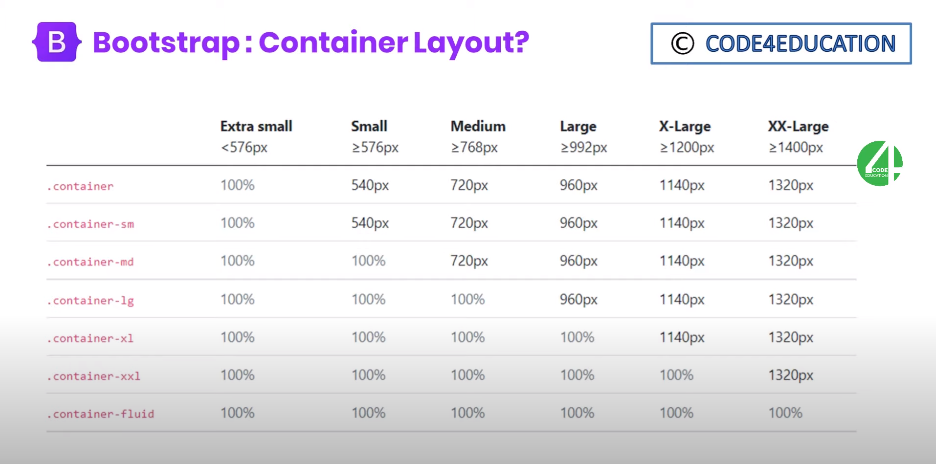 B Bootstrap : Container Layout?
© CODE4EDUCATION
Extra small Small Medium Large X-Large XX-Large
<576px ≥576px ≥768px ≥992px ≥1200px ≥1400px
4 CODE EDUCATION
.container 100% 540px 720px 960px 1140px 1320px
.container-sm 100% 540px 720px 960px 1140px 1320px
.container-md 100% 100% 720px 960px 1140px 1320px
.container-lg 100% 100% 100% 960px 1140px 1320px
.container-xl 100% 100% 100% 100% 1140px 1320px
.container-xxl 100% 100% 100% 100% 100% 1320px
.container-fluid 100% 100% 100% 100% 100% 100%